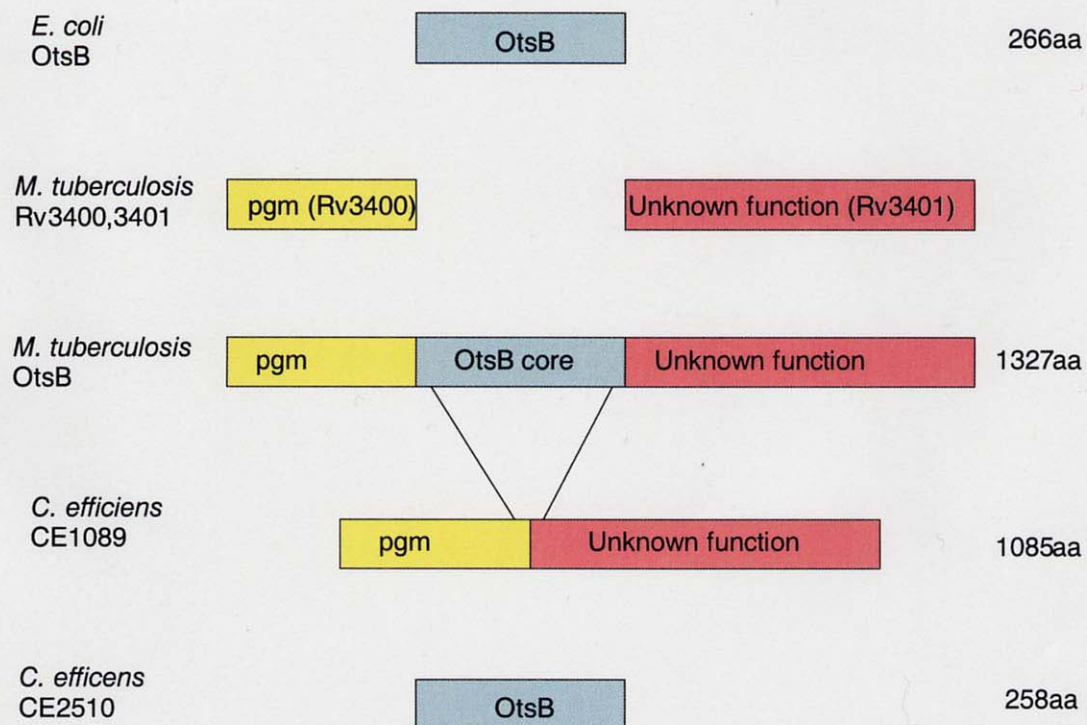 E. coli
OtsB
OtsB
266aa
M. tuberculosis
Rv3400,3401
pgm (Rv3400)
Unknown function (Rv3401)
M. tuberculosis
OtsB
pgm
OtsB core
Unknown function
1327aa
C. efficiens
CE1089
pgm
Unknown function
1085aa
C. efficens
CE2510
OtsB
258aa